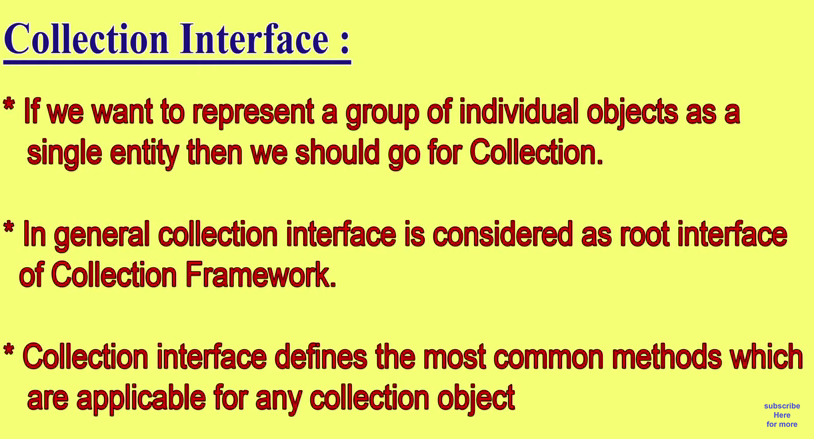 Collection Interface :
* If we want to represent a group of individual objects as a
single entity then we should go for Collection.
* In general collection interface is considered as root interface
of Collection Framework.
* Collection interface defines the most common methods which
are applicable for any collection object
subscribe
Here
for more